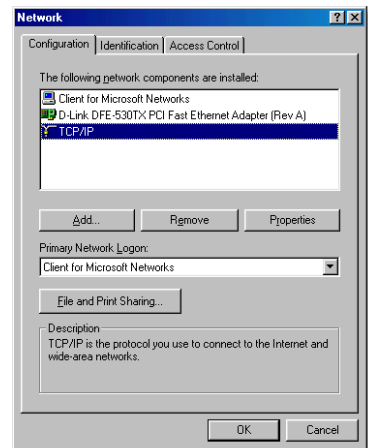 Network
Configuration Identification Access Control
The following network components are installed:
Client for Microsoft Networks
D-Link DFE-530TX PCI Fast Ethernet Adapter (Rev A)
TCP/IP
Add... Remove Properties
Primary Network Logon:
Client for Microsoft Networks
File and Print Sharing...
Description
TCP/IP is the protocol you use to connect to the Internet and
wide-area networks.
OK Cancel